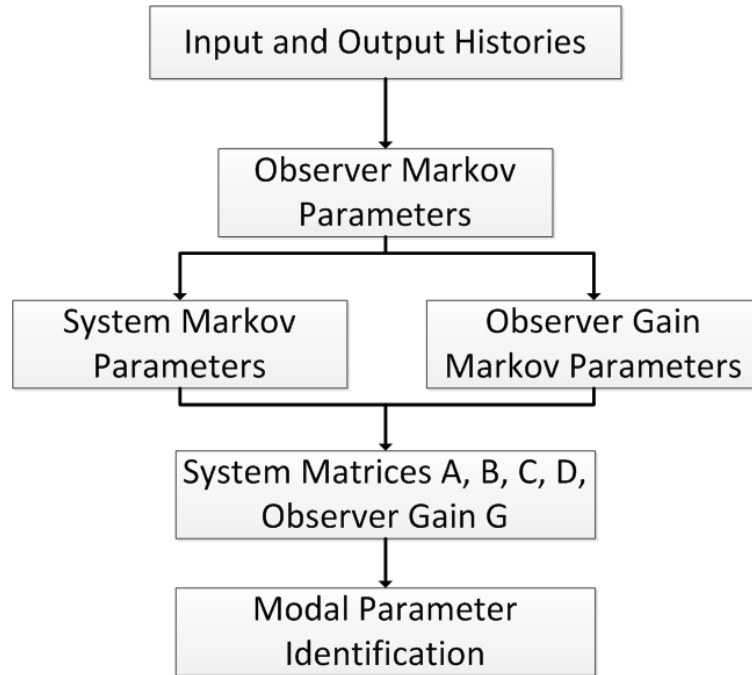 Input and Output Histories
Observer Markov
Parameters
System Markov
Parameters
Observer Gain
Markov Parameters
System Matrices A, B, C, D,
Observer Gain G
Modal Parameter
Identification